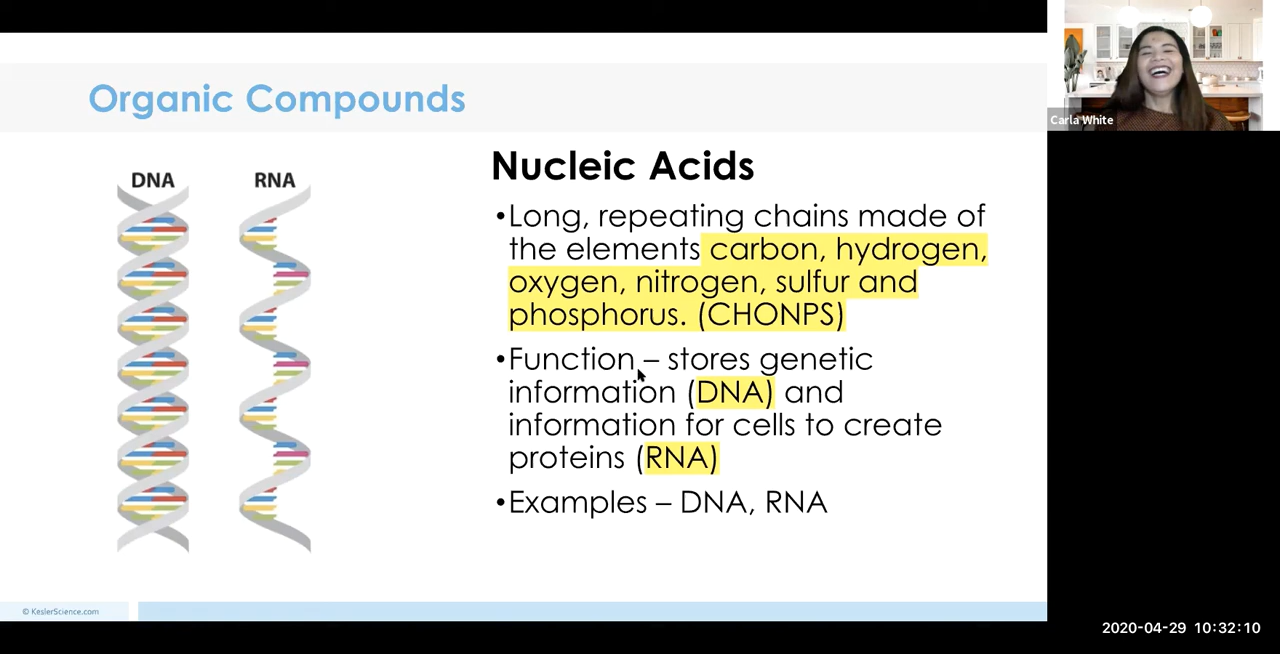 Organic Compounds
DNA
RNA
Nucleic Acids
•Long, repeating chains made of
the elements carbon, hydrogen,
oxygen, nitrogen, sulfur and
phosphorus. (CHONPS)
•Function – stores genetic
information (DNA) and
information for cells to create
proteins (RNA)
•Examples – DNA, RNA
© KeslerScience.com
Carla White
2020-04-29 10:32:10